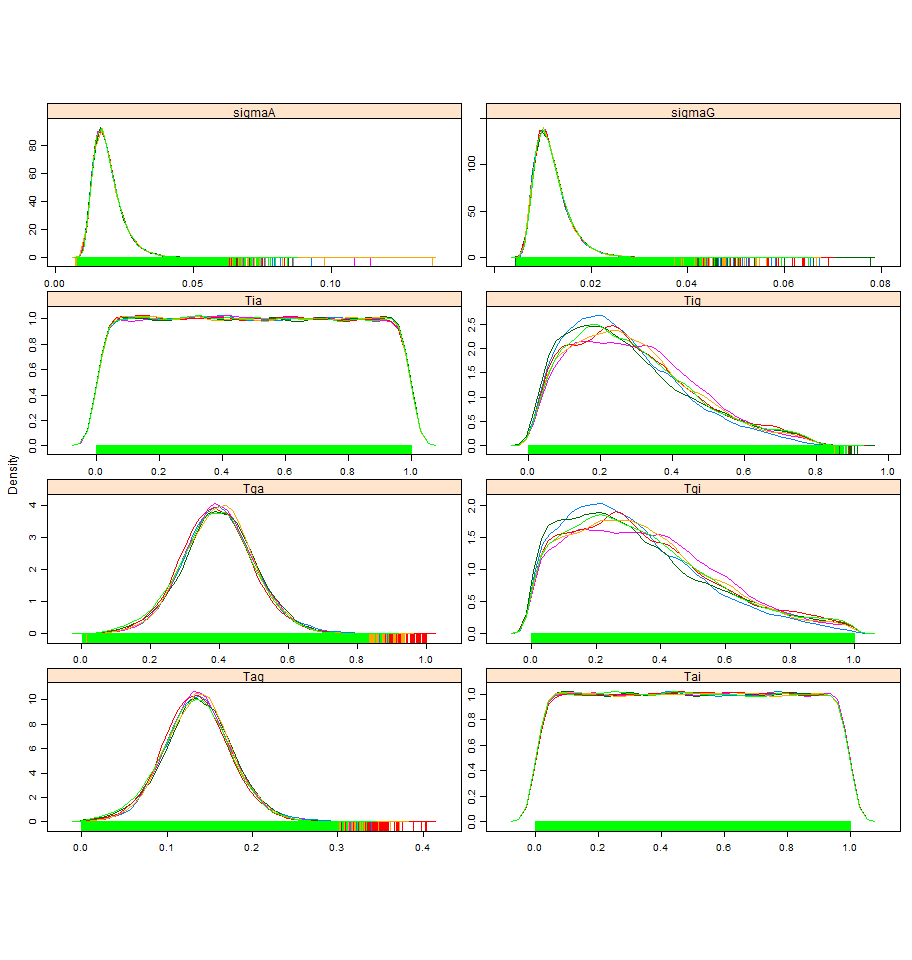 sigmaA
0 20 40 60 80
0.00 0.05 0.10
sigmaG
0 50 100
0.02 0.04 0.06 0.08
Tia
0.0 0.2 0.4 0.6 0.8 1.0
0.0 0.2 0.4 0.6 0.8 1.0
Tig
0.0 0.5 1.0 1.5 2.0 2.5
0.0 0.2 0.4 0.6 0.8 1.0
Density
Tga
0 1 2 3 4
0.0 0.2 0.4 0.6 0.8 1.0
Tgi
0.0 0.5 1.0 1.5 2.0
0.0 0.2 0.4 0.6 0.8 1.0
Tag
0 2 4 6 8 10
0.0 0.1 0.2 0.3 0.4
Tai
0.0 0.2 0.4 0.6 0.8 1.0
0.0 0.2 0.4 0.6 0.8 1.0